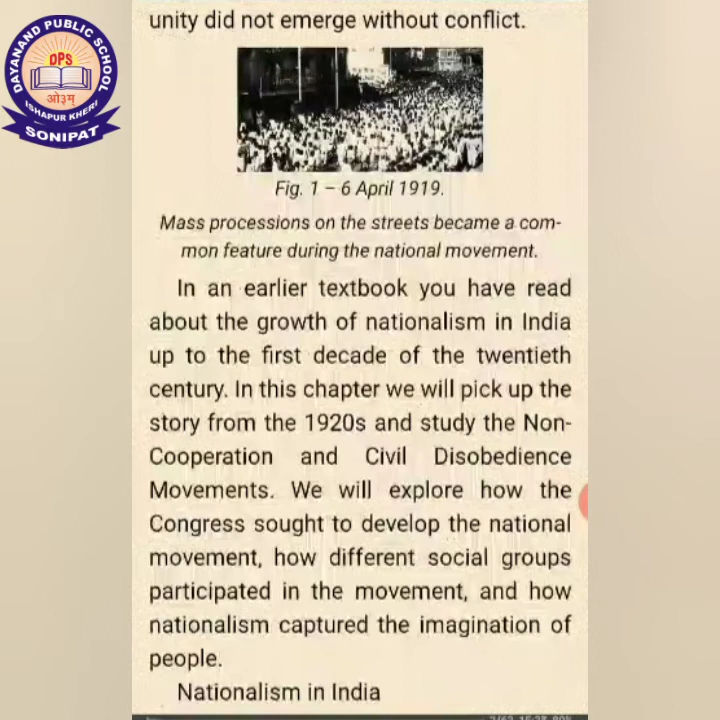 DAYANAND PUBLIC SCHOOL
DPS
ओ३म्
ISHAPUR KHERI
SONIPAT
unity did not emerge without conflict.
Fig. 1 – 6 April 1919.
Mass processions on the streets became a com-
mon feature during the national movement.
In an earlier textbook you have read
about the growth of nationalism in India
up to the first decade of the twentieth
century. In this chapter we will pick up the
story from the 1920s and study the Non-
Cooperation and Civil Disobedience
Movements. We will explore how the
Congress sought to develop the national
movement, how different social groups
participated in the movement, and how
nationalism captured the imagination of
people.
Nationalism in India